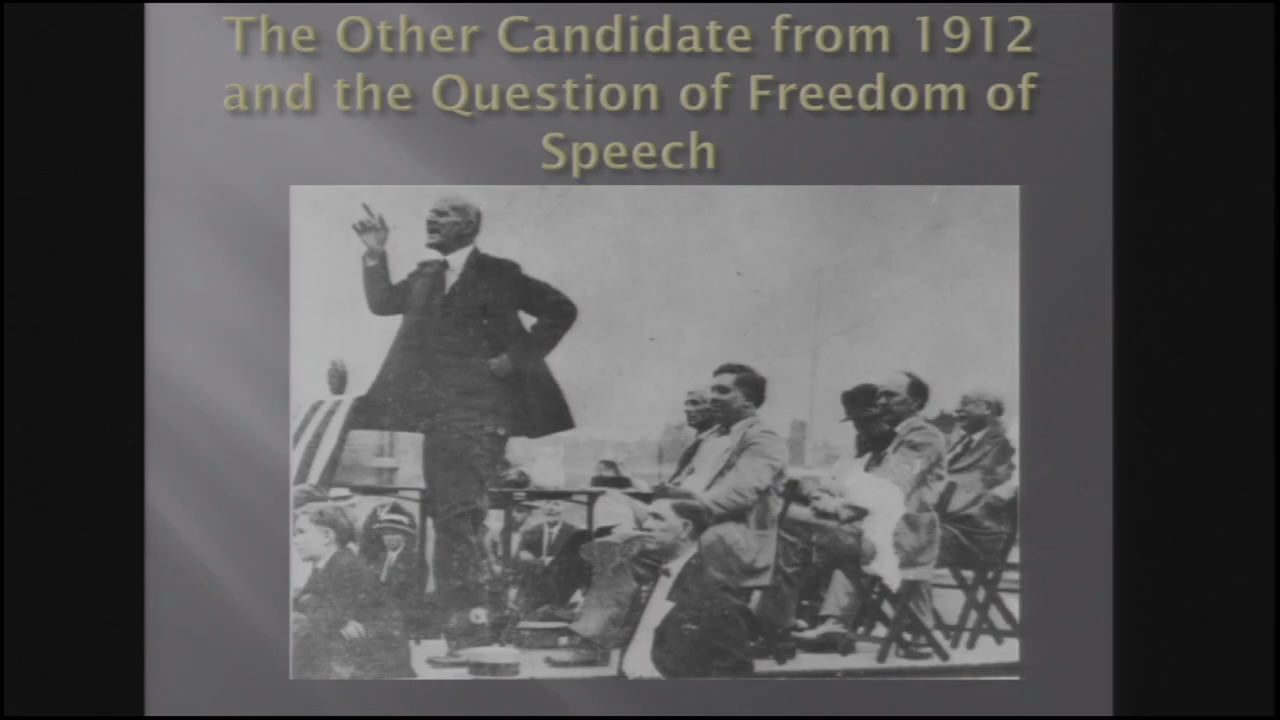 The Other Candidate from 1912
and the Question of Freedom of
Speech